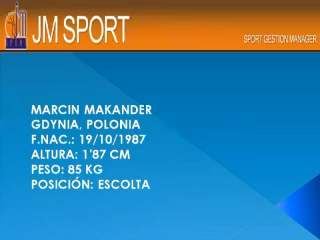 JM SPORT
SPORT GESTION MANAGER
MARCIN MAKANDER
GDYNIA, POLONIA
F.NAC.: 19/10/1987
ALTURA: 1'87 CM
PESO: 85 KG
POSICIÓN: ESCOLTA